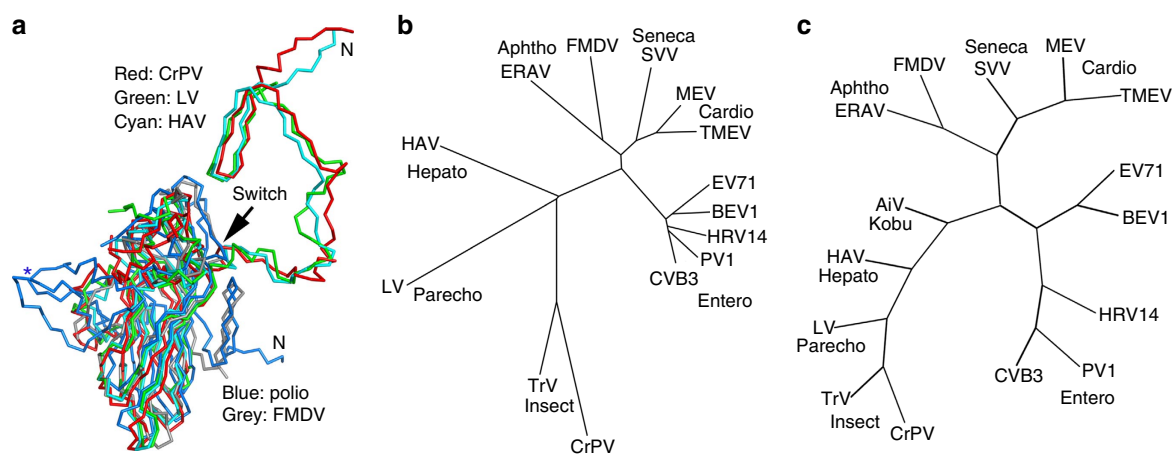 a
N
Red: CrPV
Green: LV
Cyan: HAV
Switch
*
N
Blue: polio
Grey: FMDV
b
Aphtho
ERAV
FMDV
Seneca
SVV
MEV
Cardio
TMEV
HAV
Hepato
EV71
BEV1
HRV14
PV1
CVB3
Entero
LV
Parecho
TrV
Insect
CrPV
c
Seneca
SVV
MEV
Cardio
TMEV
FMDV
Aphtho
ERAV
EV71
BEV1
AiV
Kobu
HAV
Hepato
HRV14
LV
Parecho
CVB3
PV1
Entero
TrV
Insect
CrPV